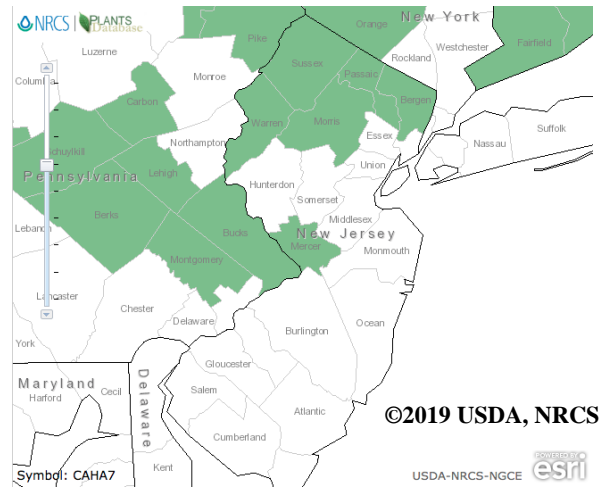 NRCS | PLANTS
Database
New York
Orange
Pike
Westchester
Fairfield
Luzerne
Rockland
Sussex
Columbia
Monroe
Passaic
Carbon
Bergen
Warren
Morris
Essex
Suffolk
Northampton
Nassau
Schuylkill
Union
Lehigh
Pennsylvania
Hunterdon
Somerset
Berks
Middlesex
Lebanon
Bucks
New Jersey
Mercer
Monmouth
Montgomery
Lancaster
Chester
Delaware
Ocean
Burlington
York
Gloucester
Maryland
Cecil
Salem
Harford
Delaware
Atlantic
©2019 USDA, NRCS
Cumberland
Kent
POWERED BY
esri
Symbol: CAHA7
USDA-NRCS-NGCE